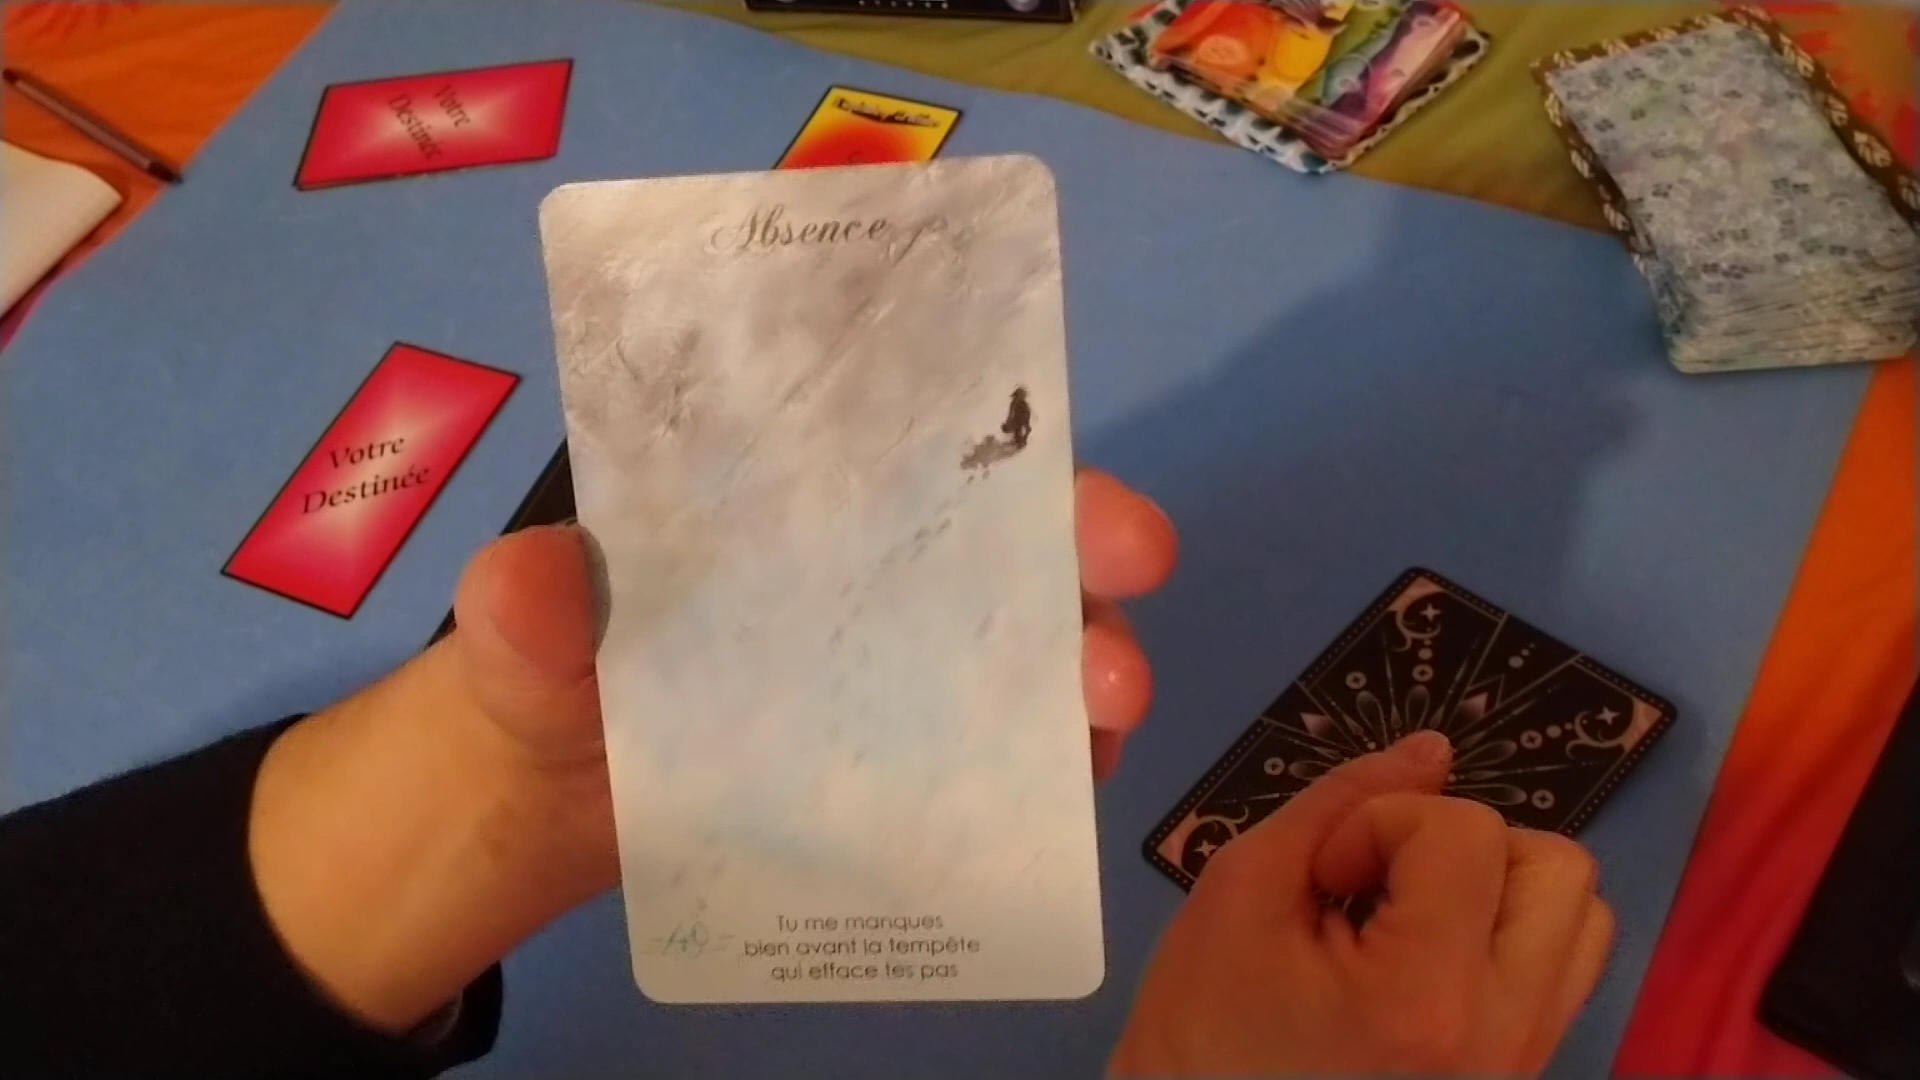 Votre
Destinée
Absence
Votre
Destinée
Tu me manques
bien avant la tempête
qui efface tes pas